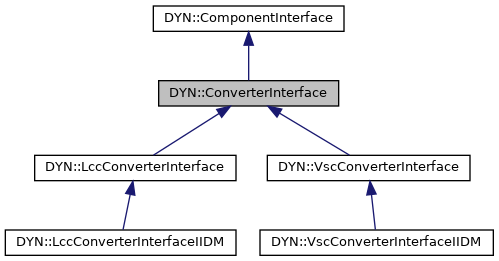 DYN::ComponentInterface
DYN::ConverterInterface
DYN::LccConverterInterface
DYN::VscConverterInterface
DYN::LccConverterInterfaceIIDM
DYN::VscConverterInterfaceIIDM